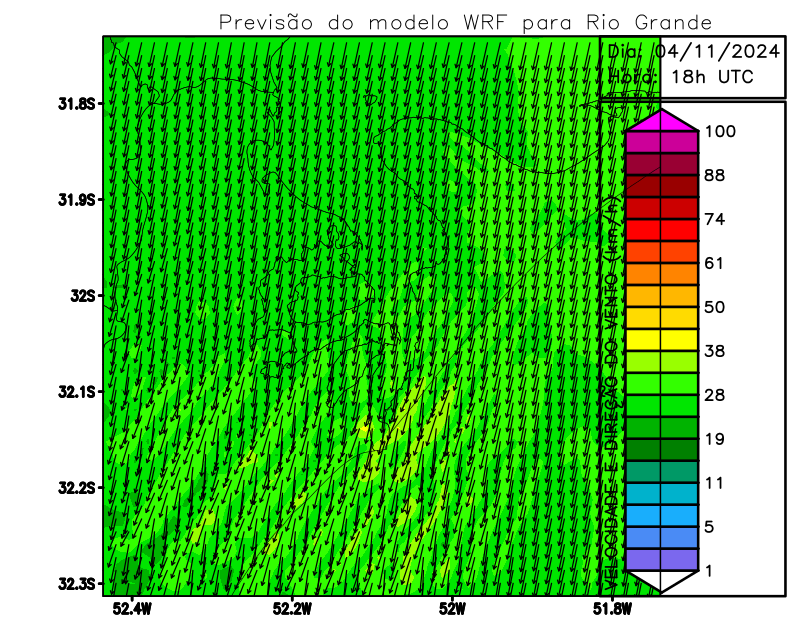 Previsão do modelo WRF para Rio Grande
Dia: 04/11/2024
Hora: 18h UTC
31.8S
31.9S
32S
32.1S
32.2S
32.3S
52.4W
52.2W
52W
51.8W
VELOCIDADE E DIREÇÃO DO VENTO (km/h)
100
88
74
61
50
38
28
19
11
5
1